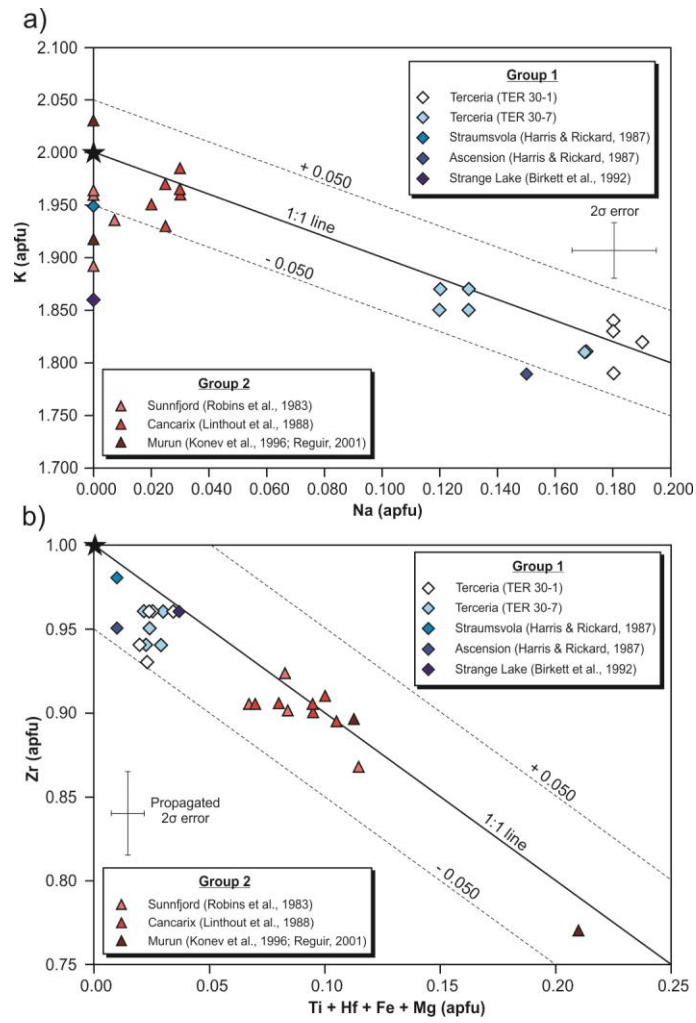 a)
2.100
2.050
2.000
1.950
1.900
1.850
1.800
1.750
1.700
K (apfu)
Group 1
Terceria (TER 30-1)
Terceria (TER 30-7)
Straumsvola (Harris & Rickard, 1987)
Ascension (Harris & Rickard, 1987)
Strange Lake (Birkett et al., 1992)
+ 0.050
1:1 line
- 0.050
2σ error
Group 2
Sunnfjord (Robins et al., 1983)
Cancarix (Linthout et al., 1988)
Murun (Konev et al., 1996; Reguir, 2001)
0.000 0.020 0.040 0.060 0.080 0.100 0.120 0.140 0.160 0.180 0.200
Na (apfu)
b)
1.00
0.95
0.90
0.85
0.80
0.75
Zr (apfu)
Group 1
Terceria (TER 30-1)
Terceria (TER 30-7)
Straumsvola (Harris & Rickard, 1987)
Ascension (Harris & Rickard, 1987)
Strange Lake (Birkett et al., 1992)
+ 0.050
1:1 line
- 0.050
Propagated
2σ error
Group 2
Sunnfjord (Robins et al., 1983)
Cancarix (Linthout et al., 1988)
Murun (Konev et al., 1996; Reguir, 2001)
0.00 0.05 0.10 0.15 0.20 0.25
Ti + Hf + Fe + Mg (apfu)